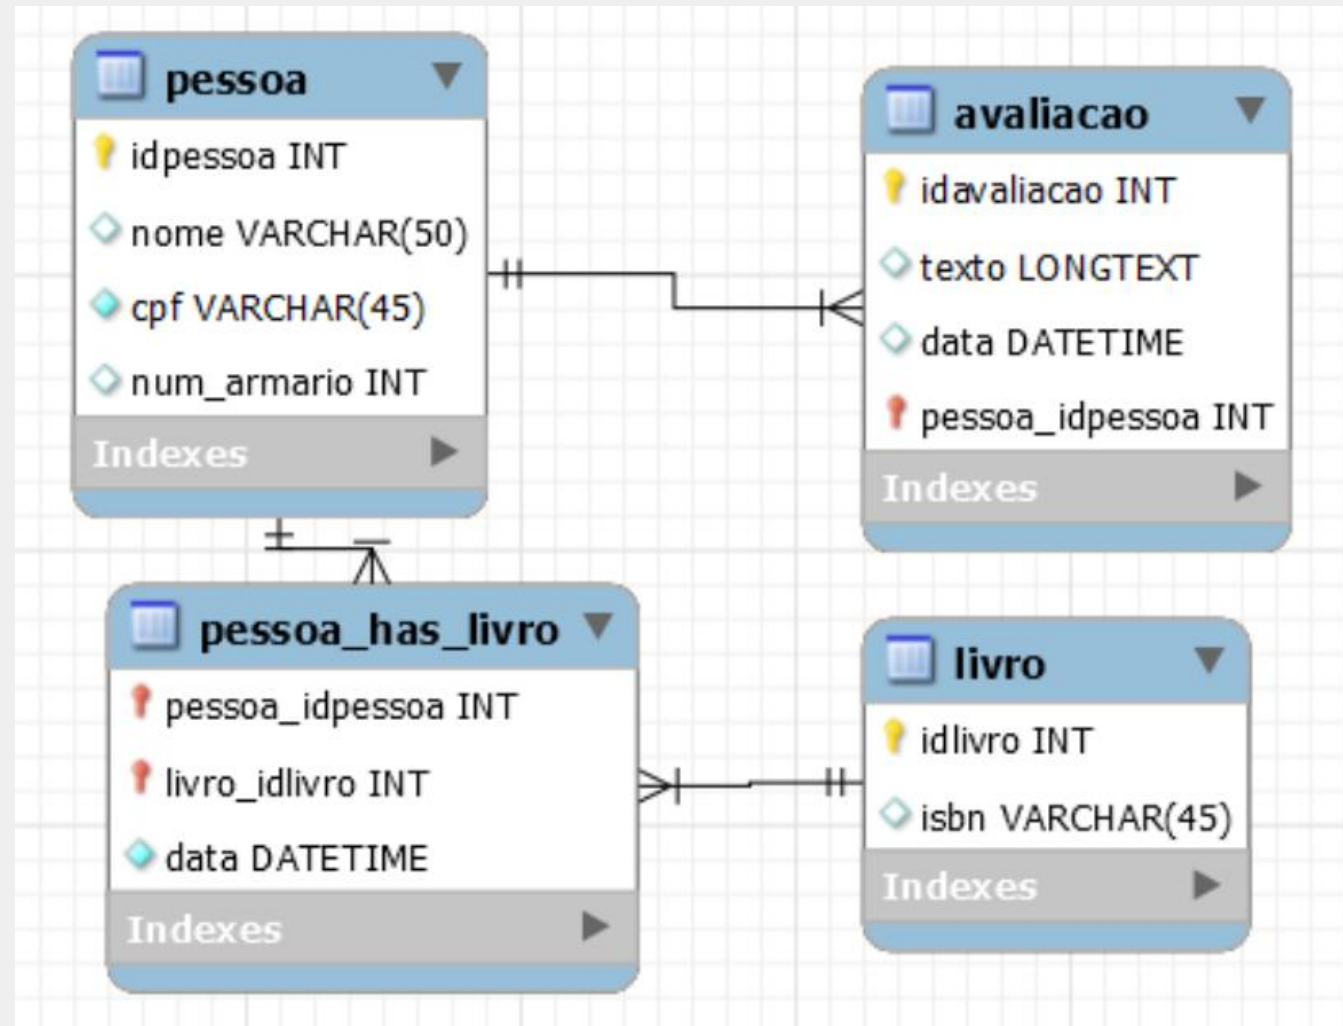 pessoa
idpessoa INT
nome VARCHAR(50)
cpf VARCHAR(45)
num_armario INT
Indexes
avaliacao
idavaliacao INT
texto LONGTEXT
data DATETIME
pessoa_idpessoa INT
Indexes
pessoa_has_livro
pessoa_idpessoa INT
livro_idlivro INT
data DATETIME
Indexes
livro
idlivro INT
isbn VARCHAR(45)
Indexes